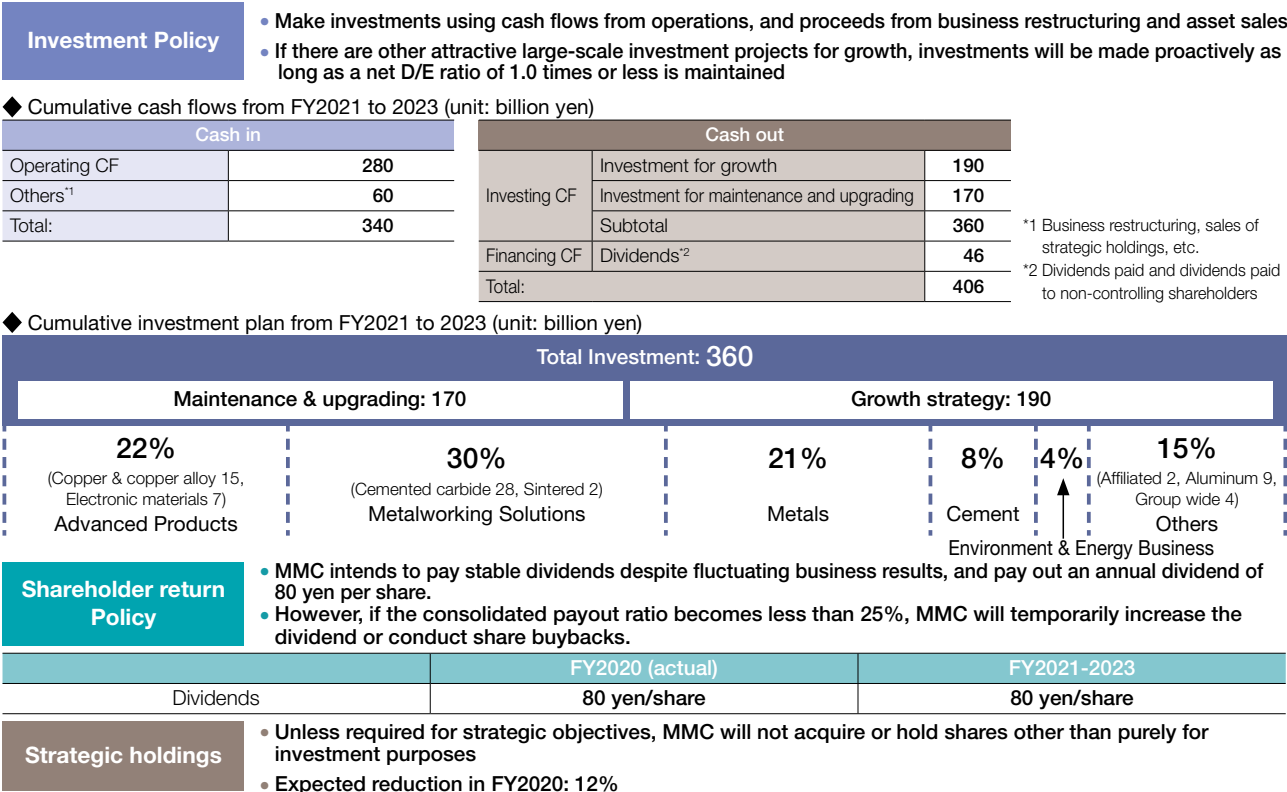 Investment Policy
• Make investments using cash flows from operations, and proceeds from business restructuring and asset sales
• If there are other attractive large-scale investment projects for growth, investments will be made proactively as
long as a net D/E ratio of 1.0 times or less is maintained
◆ Cumulative cash flows from FY2021 to 2023 (unit: billion yen)
Cash in
Operating CF 280
Others*1 60
Total: 340
Cash out
Investing CF
Investment for growth 190
Investment for maintenance and upgrading 170
Subtotal 360
Financing CF Dividends*2 46
Total: 406
*1 Business restructuring, sales of
strategic holdings, etc.
*2 Dividends paid and dividends paid
to non-controlling shareholders
◆ Cumulative investment plan from FY2021 to 2023 (unit: billion yen)
Total Investment: 360
Maintenance & upgrading: 170
Growth strategy: 190
22%
(Copper & copper alloy 15,
Electronic materials 7)
Advanced Products
30%
(Cemented carbide 28, Sintered 2)
Metalworking Solutions
21%
Metals
8%
Cement
4%
Environment & Energy Business
15%
(Affiliated 2, Aluminum 9,
Group wide 4)
Others
Shareholder return
Policy
• MMC intends to pay stable dividends despite fluctuating business results, and pay out an annual dividend of
80 yen per share.
• However, if the consolidated payout ratio becomes less than 25%, MMC will temporarily increase the
dividend or conduct share buybacks.
FY2020 (actual) FY2021-2023
Dividends 80 yen/share 80 yen/share
Strategic holdings
• Unless required for strategic objectives, MMC will not acquire or hold shares other than purely for
investment purposes
• Expected reduction in FY2020: 12%